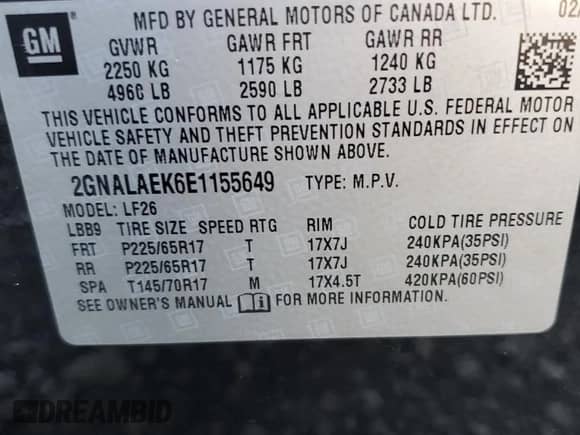 GM
MFD BY GENERAL MOTORS OF CANADA LTD. 02
GVWR GAWR FRT GAWR RR
2250 KG 1175 KG 1240 KG
4960 LB 2590 LB 2733 LB
THIS VEHICLE CONFORMS TO ALL APPLICABLE U.S. FEDERAL MOTOR
VEHICLE SAFETY AND THEFT PREVENTION STANDARDS IN EFFECT ON
THE DATE OF MANUFACTURE SHOWN ABOVE.
2GNALAEK6E1155649 TYPE: M.P.V.
MODEL: LF26
LBB9 TIRE SIZE SPEED RTG RIM COLD TIRE PRESSURE
FRT P225/65R17 T 17X7J 240KPA(35PSI)
RR P225/65R17 T 17X7J 240KPA(35PSI)
SPA T145/70R17 M 17X4.5T 420KPA(60PSI)
SEE OWNER'S MANUAL FOR MORE INFORMATION.
DREAMBID